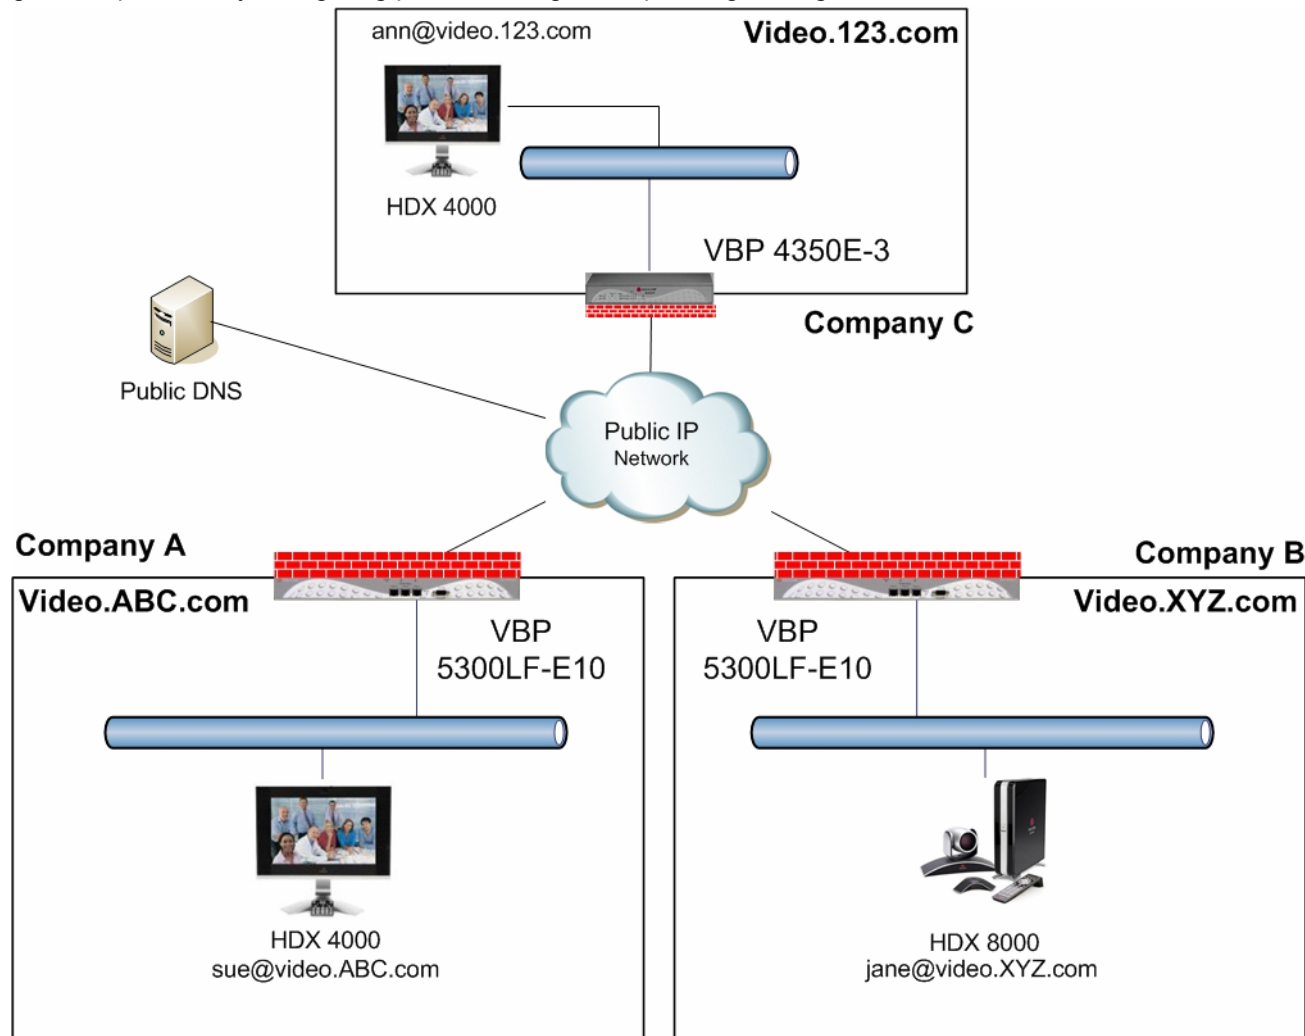 ann@video.123.com
Video.123.com
HDX 4000
VBP 4350E-3
Company C
Public DNS
Public IP
Network
Company A
Company B
Video.ABC.com
Video.XYZ.com
VBP
5300LF-E10
VBP
5300LF-E10
HDX 4000
sue@video.ABC.com
HDX 8000
jane@video.XYZ.com